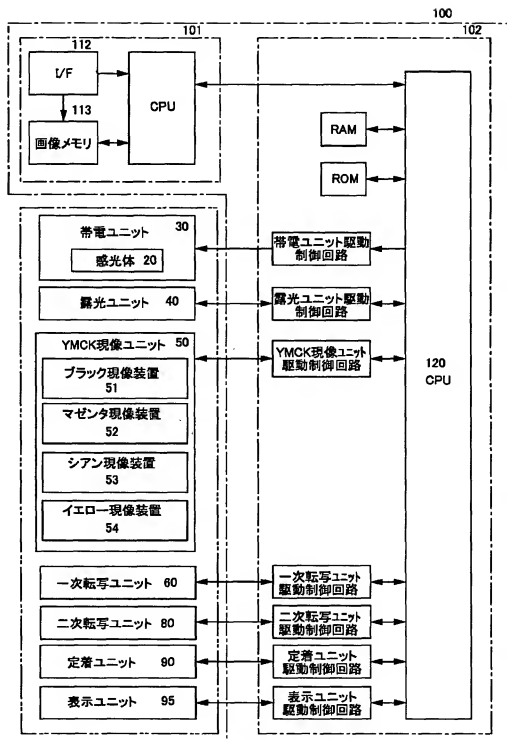 100
101
102
112
I/F
CPU
113
画像メモリ
RAM
ROM
帯電ユニット 30
感光体 20
帯電ユニット駆動
制御回路
露光ユニット 40
露光ユニット駆動
制御回路
YMCK現像ユニット 50
YMCK現像ユニット
駆動制御回路
ブラック現像装置
51
マゼンタ現像装置
52
シアン現像装置
53
イエロー現像装置
54
120
CPU
一次転写ユニット 60
一次転写ユニット
駆動制御回路
二次転写ユニット 80
二次転写ユニット
駆動制御回路
定着ユニット 90
定着ユニット
駆動制御回路
表示ユニット 95
表示ユニット
駆動制御回路